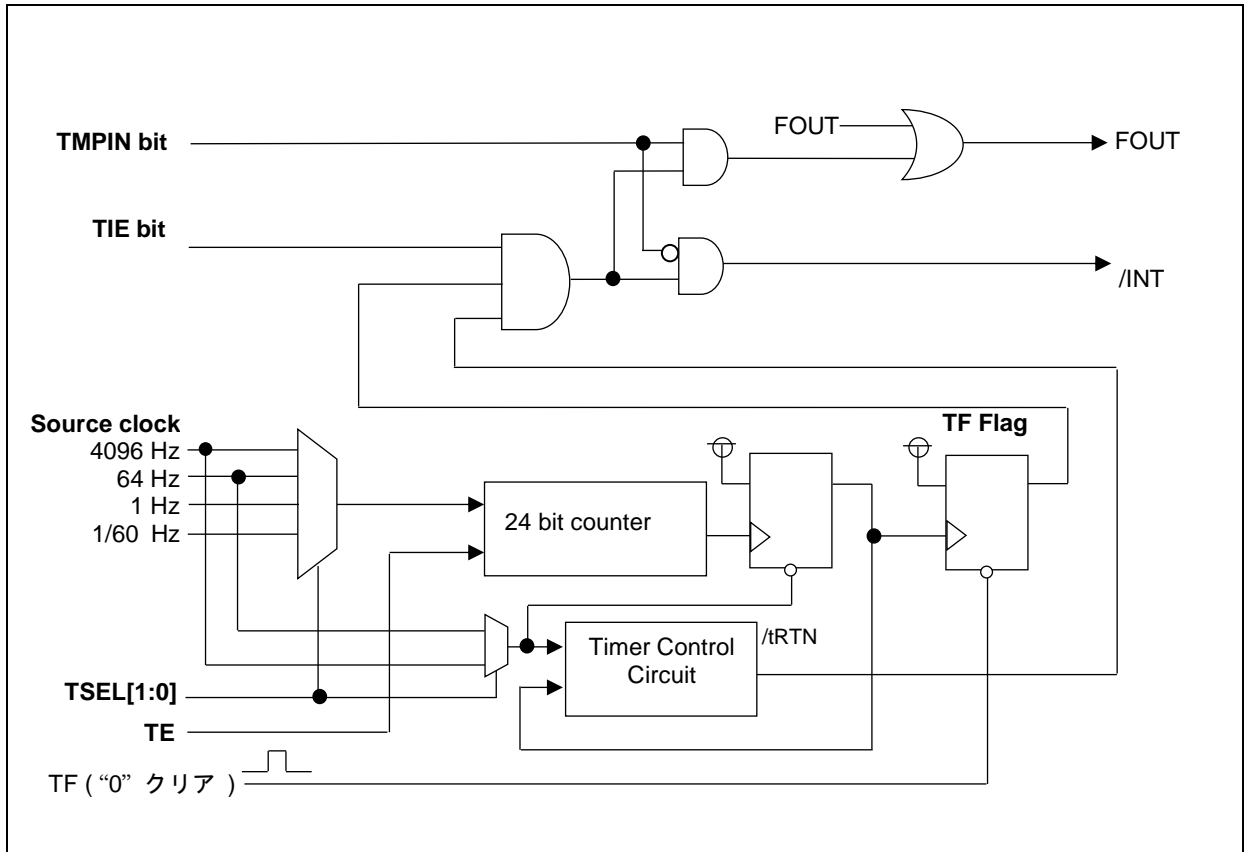 FOUT
TMPIN bit
FOUT
TIE bit
/INT
Source clock
4096 Hz
64 Hz
1 Hz
1/60 Hz
24 bit counter
TF Flag
Timer Control
Circuit
/tRTN
TSEL[1:0]
TE
TF ( “0” クリア )